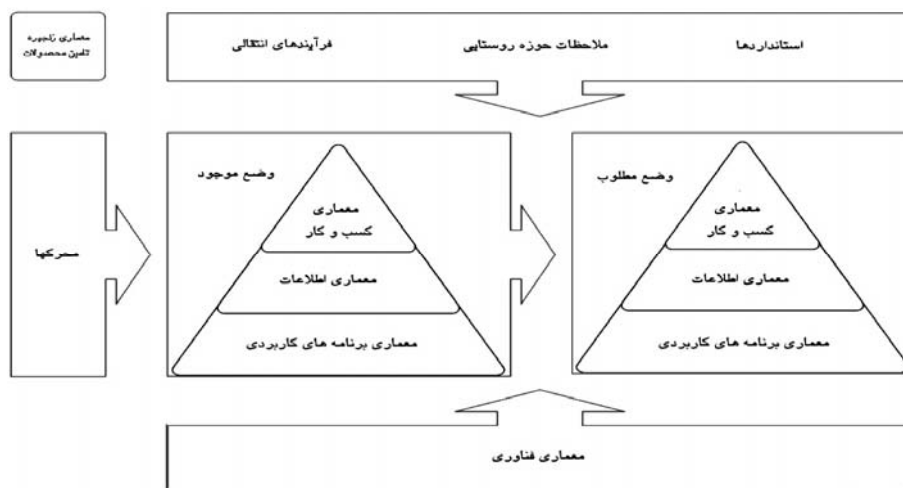 معماری زنجیره
تامین محصولات
استانداردها
ملاحظات حوزه روستایی
فرآیندهای انتقالی
محرکها
وضع موجود
معماری
کسب و کار
معماری اطلاعات
معماری برنامه های کاربردی
وضع مطلوب
معماری
کسب و کار
معماری اطلاعات
معماری برنامه های کاربردی
معماری فناوری